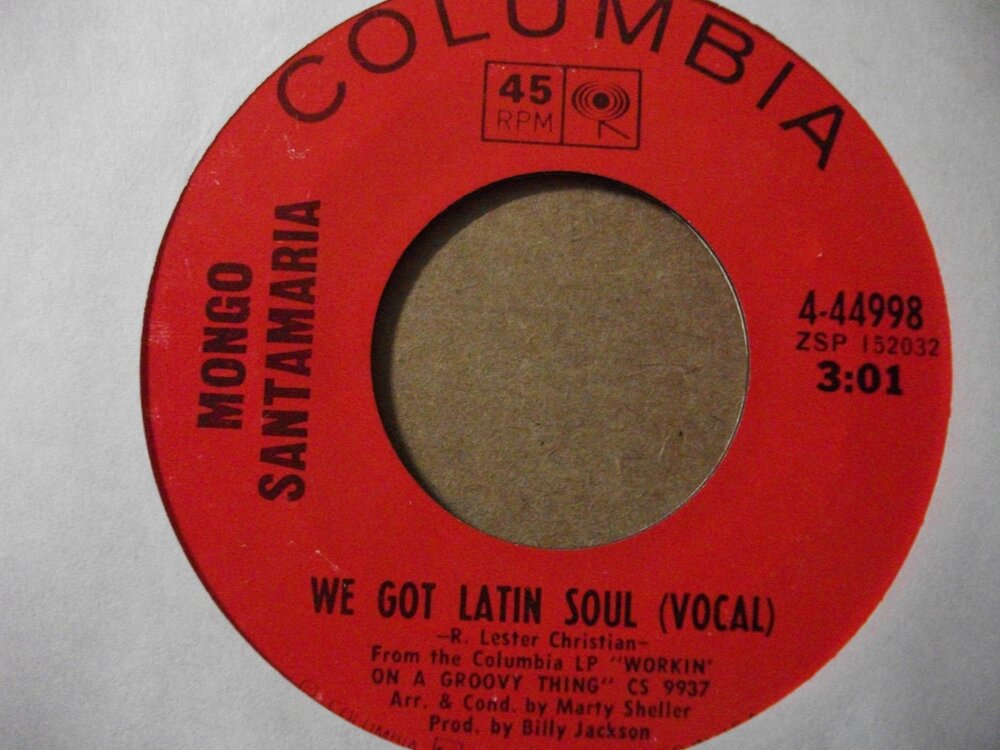 COLUMBIA
45
RPM
MONGO
SANTAMARIA
4-44998
ZSP 152032
3:01
WE GOT LATIN SOUL (VOCAL)
-R. Lester Christian-
From the Columbia LP "WORKIN'
ON A GROOVY THING" CS 9937
Arr. & Cond. by Marty Sheller
Prod. by Billy Jackson